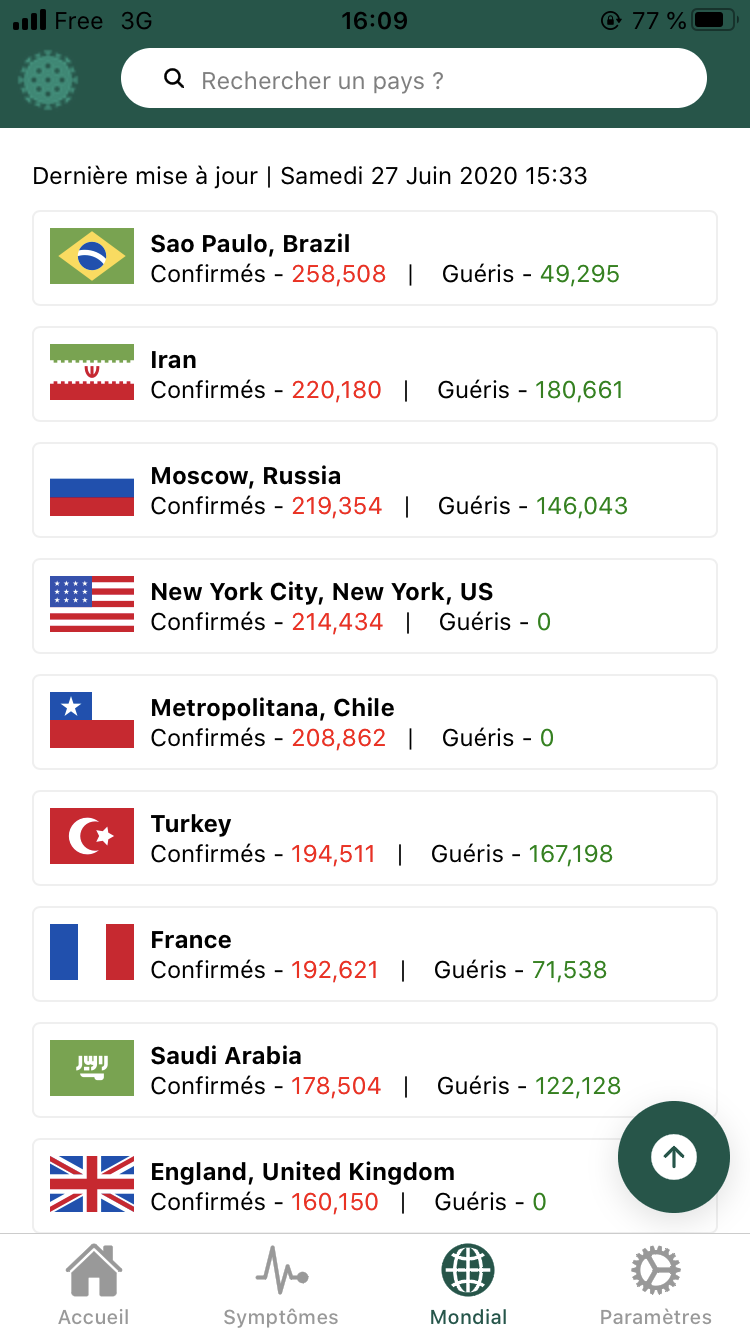 Free 3G 16:09 77 %
Rechercher un pays ?
Dernière mise à jour | Samedi 27 Juin 2020 15:33
Sao Paulo, Brazil
Confirmés - 258,508 | Guéris - 49,295
Iran
Confirmés - 220,180 | Guéris - 180,661
Moscow, Russia
Confirmés - 219,354 | Guéris - 146,043
New York City, New York, US
Confirmés - 214,434 | Guéris - 0
Metropolitana, Chile
Confirmés - 208,862 | Guéris - 0
Turkey
Confirmés - 194,511 | Guéris - 167,198
France
Confirmés - 192,621 | Guéris - 71,538
Saudi Arabia
Confirmés - 178,504 | Guéris - 122,128
England, United Kingdom
Confirmés - 160,150 | Guéris - 0
Accueil Symptômes Mondial Paramètres